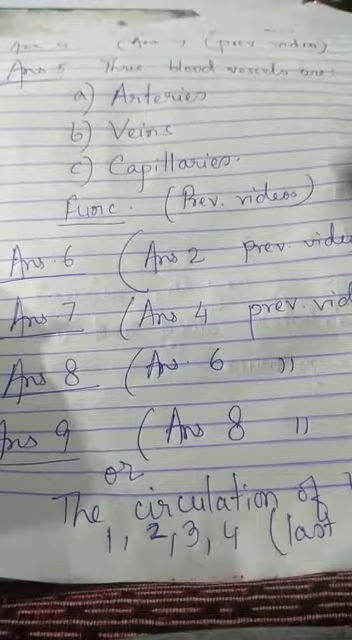 Ans 5 Three blood vessels are:
a) Arteries
b) Veins
c) Capillaries.
Func. (Prev. videos)
Ans. 6 (Ans 2 prev. vide
Ans. 7 (Ans 4 prev. vid
Ans 8 (Ans. 6 "
Ans 9 (Ans 8 "
or
The circulation of
1, 2, 3, 4 (last